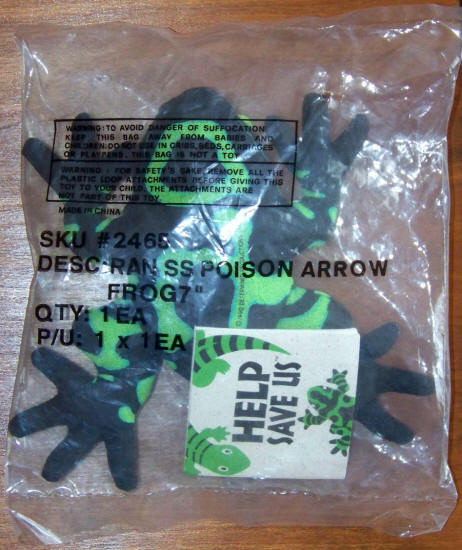 WARNING:TO AVOID DANGER OF SUFFOCATION
KEEP THIS BAG AWAY FROM BABIES AND
CHILDREN.DO NOT USE IN CRIBS,BEDS,CARRIAGES
OR PLAYPENS. THIS BAG IS NOT A TOY
WARNING : FOR SAFETY'S SAKE, REMOVE ALL THE
PLASTIC LOOP ATTACHMENTS BEFORE GIVING THIS
TOY TO YOUR CHILD. THE ATTACHMENTS ARE
NOT PART OF THIS TOY.
MADE IN CHINA
SKU #2465
DESC:RAN SS POISON ARROW
FROG7"
QTY: 1 EA
P/U: 1 x 1EA
HELP
SAVE US